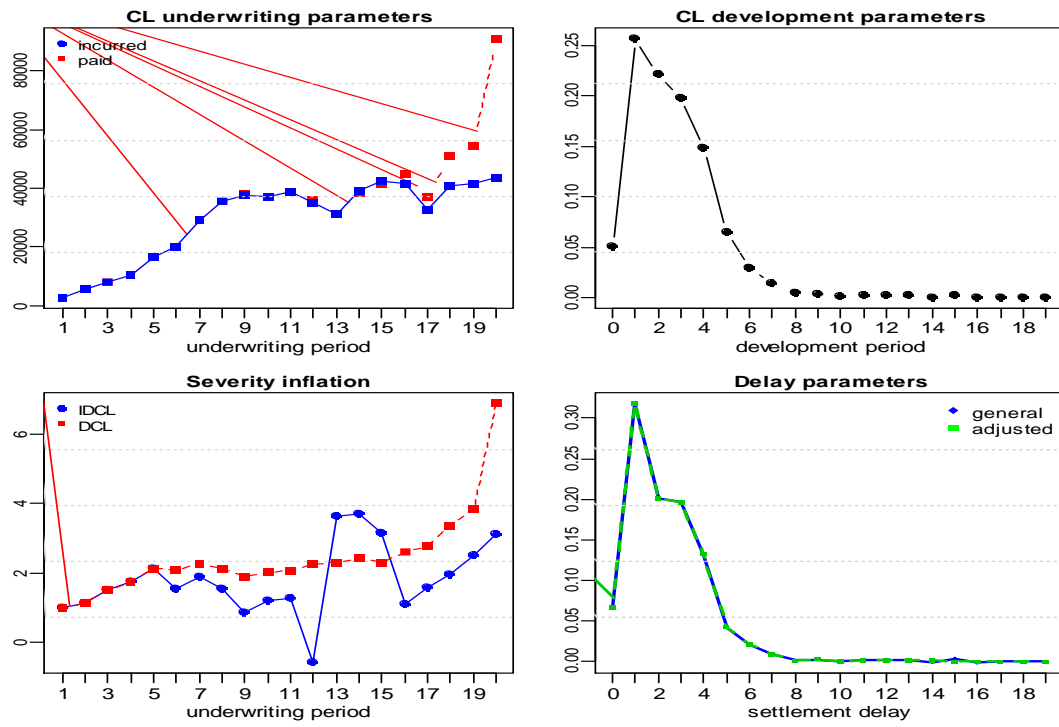 CL underwriting parameters
incurred
paid
0
20000
40000
60000
80000
1 3 5 7 9 11 13 15 17 19
underwriting period
CL development parameters
0.00
0.05
0.10
0.15
0.20
0.25
0 2 4 6 8 10 12 14 16 18
development period
Severity inflation
IDCL
DCL
0
2
4
6
1 3 5 7 9 11 13 15 17 19
underwriting period
Delay parameters
general
adjusted
0.00
0.05
0.10
0.15
0.20
0.25
0.30
0 2 4 6 8 10 12 14 16 18
settlement delay